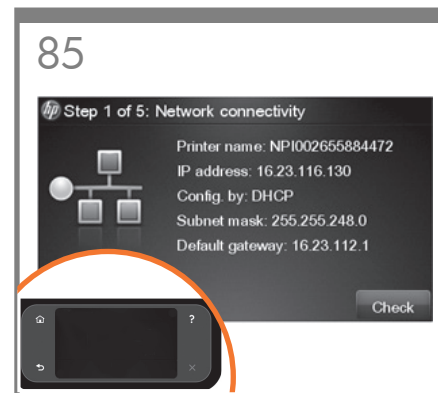 85
hp Step 1 of 5: Network connectivity
Printer name: NPI002655884472
IP address: 16.23.116.130
Config. by: DHCP
Subnet mask: 255.255.248.0
Default gateway: 16.23.112.1
Check
?